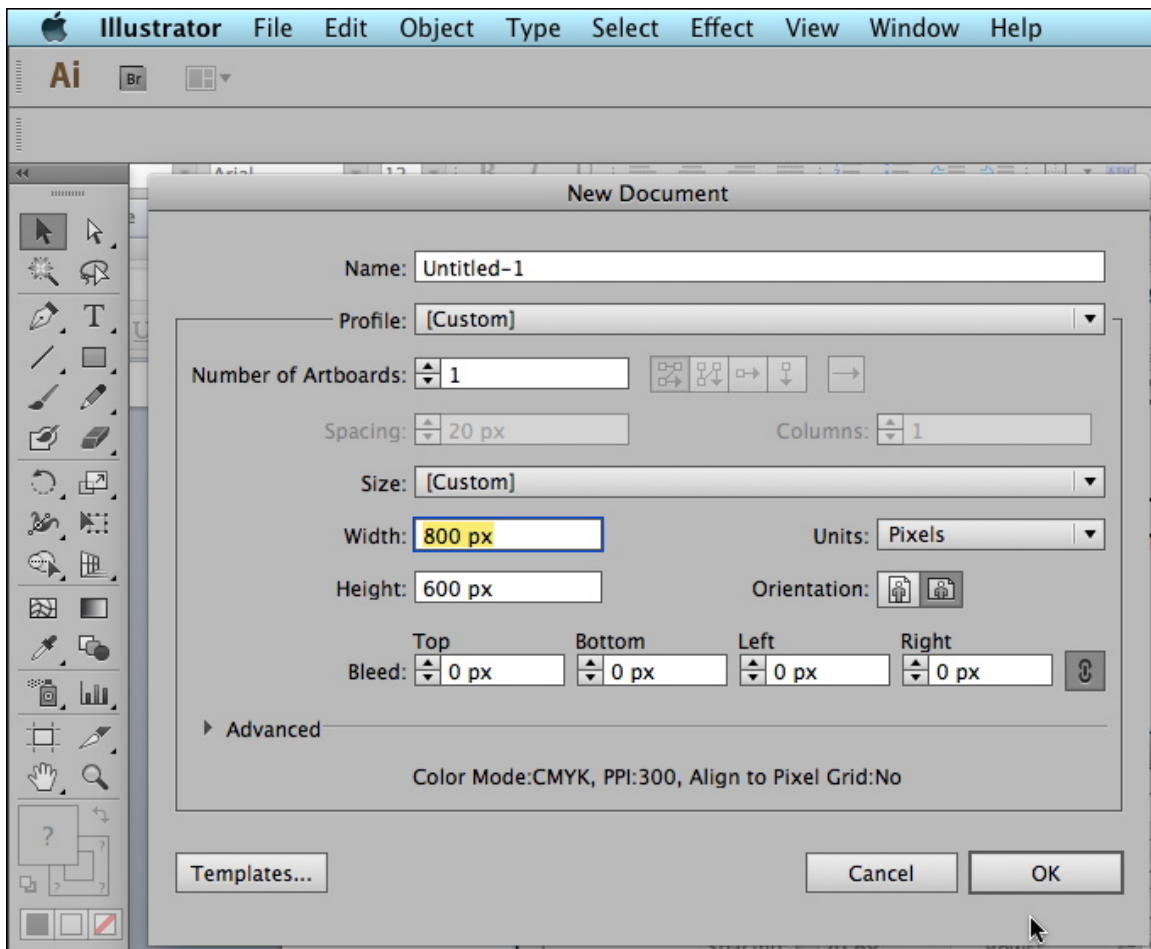 Illustrator File Edit Object Type Select Effect View Window Help
Ai Br
Arial 12
New Document
Name: Untitled-1
Profile: [Custom]
Number of Artboards: 1
Spacing: 20 px Columns: 1
Size: [Custom]
Width: 800 px Units: Pixels
Height: 600 px Orientation:
Top Bottom Left Right
Bleed: 0 px 0 px 0 px 0 px
Advanced
Color Mode:CMYK, PPI:300, Align to Pixel Grid:No
Templates... Cancel OK